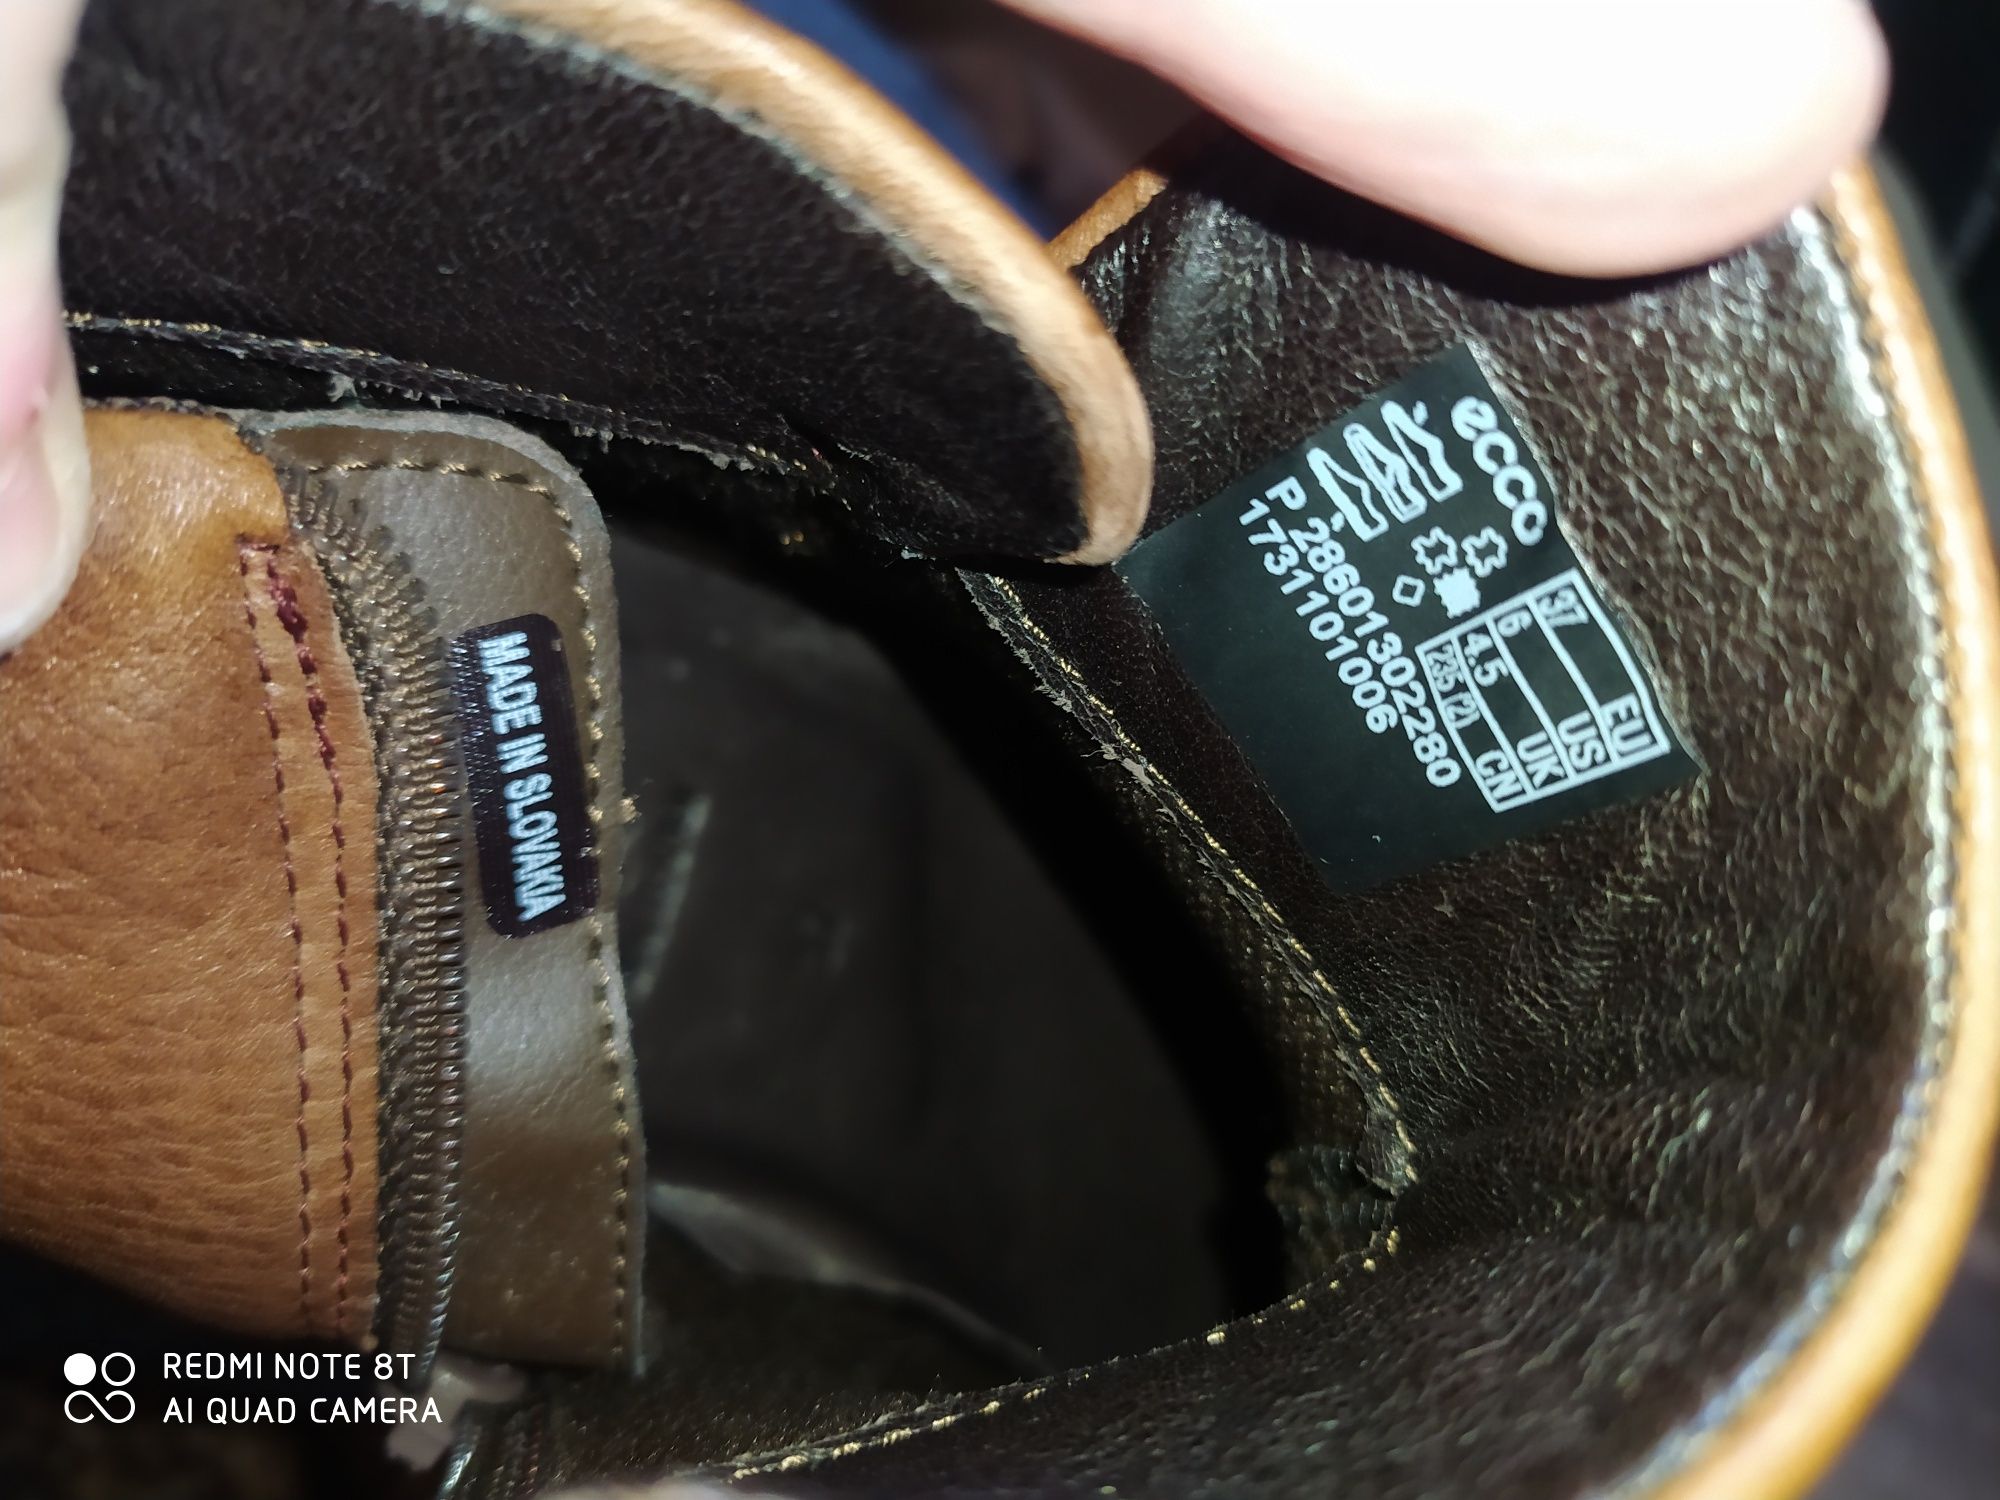 ecco
37 EU
6 US
4.5 UK
235 (2) CN
P 28601302280
173110101006
MADE IN SLOVAKIA
REDMI NOTE 8T
AI QUAD CAMERA